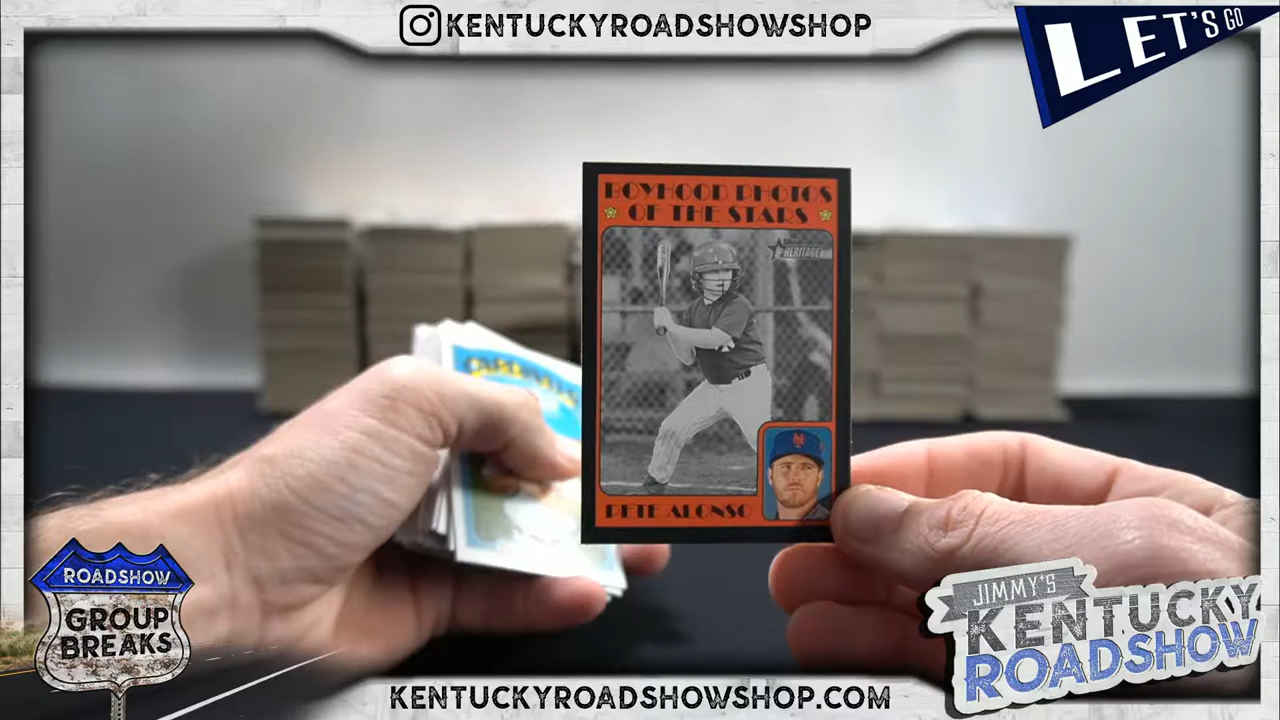 KENTUCKYROADSHOWSHOP
LET'S GO
BOYHOOD PHOTOS
OF THE STARS
HERITAGE
PETE ALONSO
ROADSHOW
GROUP
BREAKS
JIMMY'S
KENTUCKY
ROADSHOW
KENTUCKYROADSHOWSHOP.COM